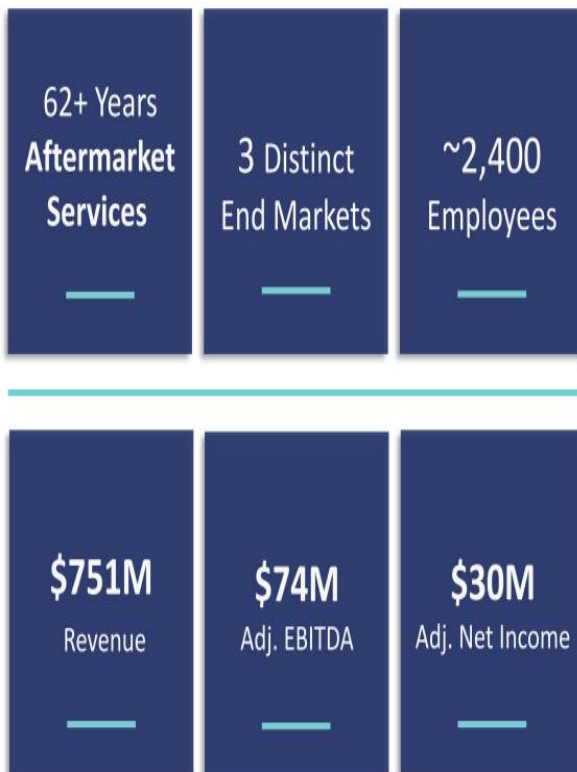 62+ Years
Aftermarket
Services
3 Distinct
End Markets
~2,400
Employees
$751M
Revenue
$74M
Adj. EBITDA
$30M
Adj. Net Income